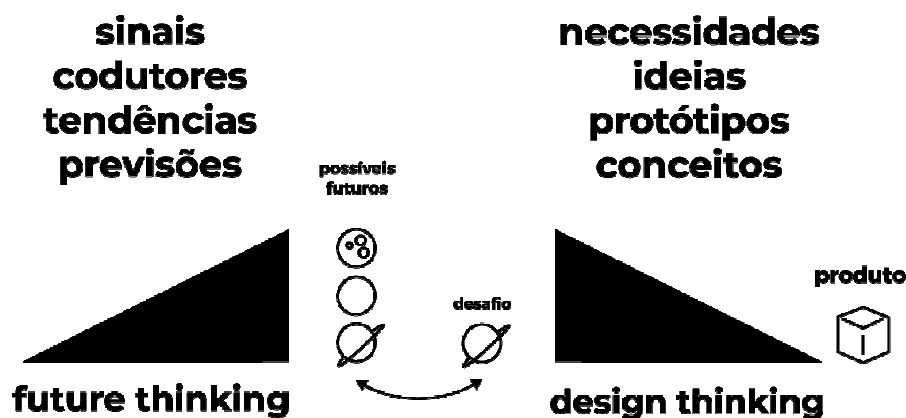 sinais
codutores
tendências
previsões
possíveis
futuros
future thinking
desafio
necessidades
ideias
protótipos
conceitos
produto
design thinking